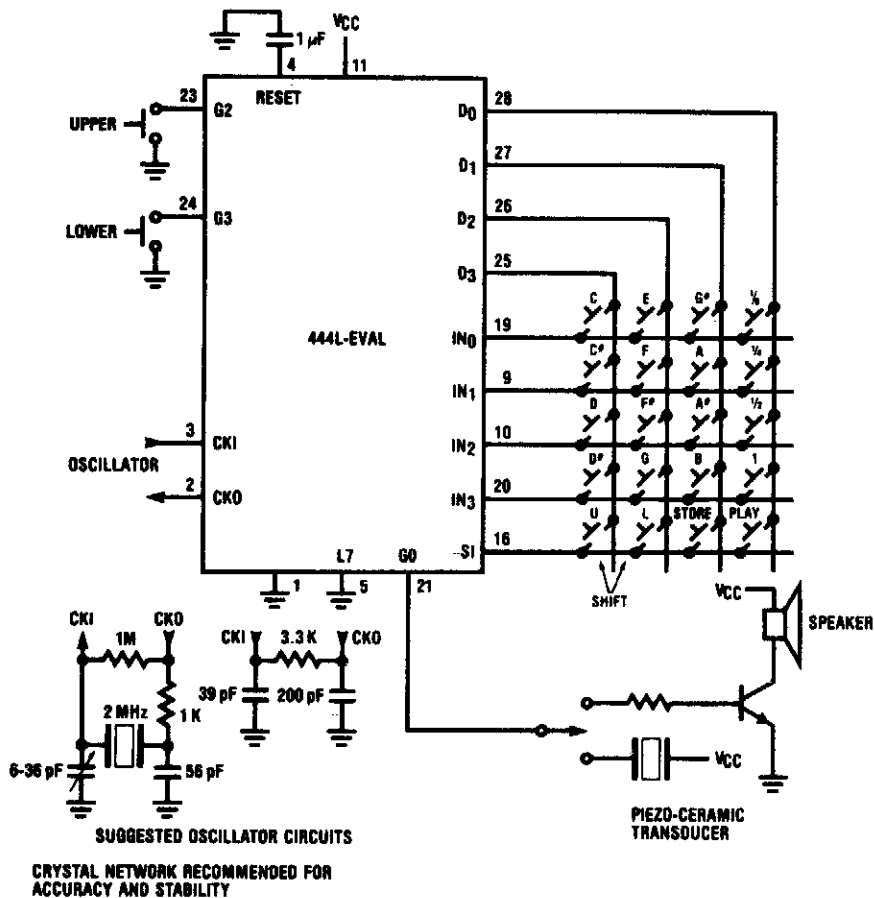 VCC
1 µF
4
11
23
G2
RESET
UPPER
D0
28
D1
27
24
G3
LOWER
D2
26
D3
25
C
E
G#
1/8
444L-EVAL
IN0
19
C#
F
A
1/4
IN1
9
D
F#
A#
1/2
3
CKI
IN2
10
OSCILLATOR
D#
G
B
1
2
CKO
IN3
20
U
L
STORE
PLAY
SI
16
L7
G0
1
5
21
SHIFT
CKI
CKO
1M
CKI
3.3 K
CKO
VCC
SPEAKER
39 pF
200 pF
2 MHz
1 K
6-36 pF
56 pF
VCC
SUGGESTED OSCILLATOR CIRCUITS
PIEZO-CERAMIC
TRANSDUCER
CRYSTAL NETWORK RECOMMENDED FOR
ACCURACY AND STABILITY